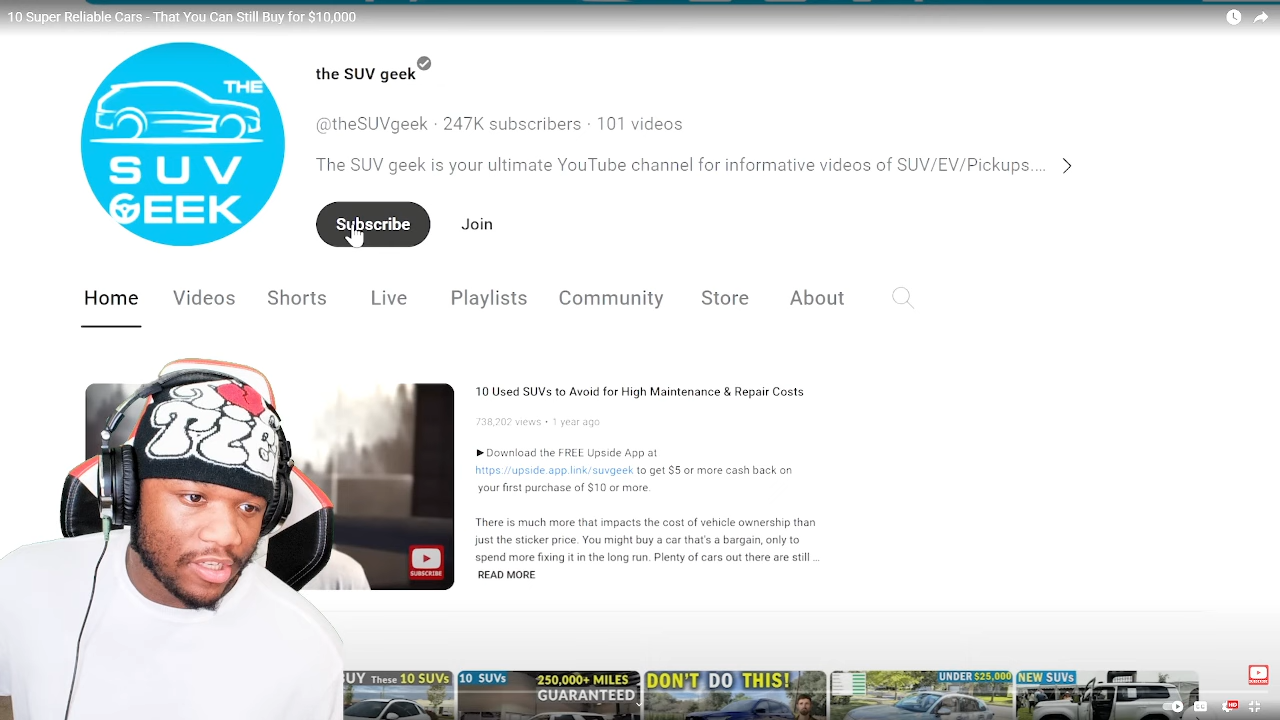 10 Super Reliable Cars - That You Can Still Buy for $10,000
THE
SUV
GEEK
the SUV geek
@theSUVgeek · 247K subscribers · 101 videos
The SUV geek is your ultimate YouTube channel for informative videos of SUV/EV/Pickups....
Subscribe
Join
Home Videos Shorts Live Playlists Community Store About
10 Used SUVs to Avoid for High Maintenance & Repair Costs
738,202 views • 1 year ago
►Download the FREE Upside App at
https://upside.app.link/suvgeek to get $5 or more cash back on
your first purchase of $10 or more.
There is much more that impacts the cost of vehicle ownership than
just the sticker price. You might buy a car that's a bargain, only to
spend more fixing it in the long run. Plenty of cars out there are still ...
READ MORE
SUBSCRIBE
BUY These 10 SUVs
10 SUVs
250,000+ MILES
GUARANTEED
DON'T DO THIS!
UNDER $25,000
NEW SUVs
CC
HD